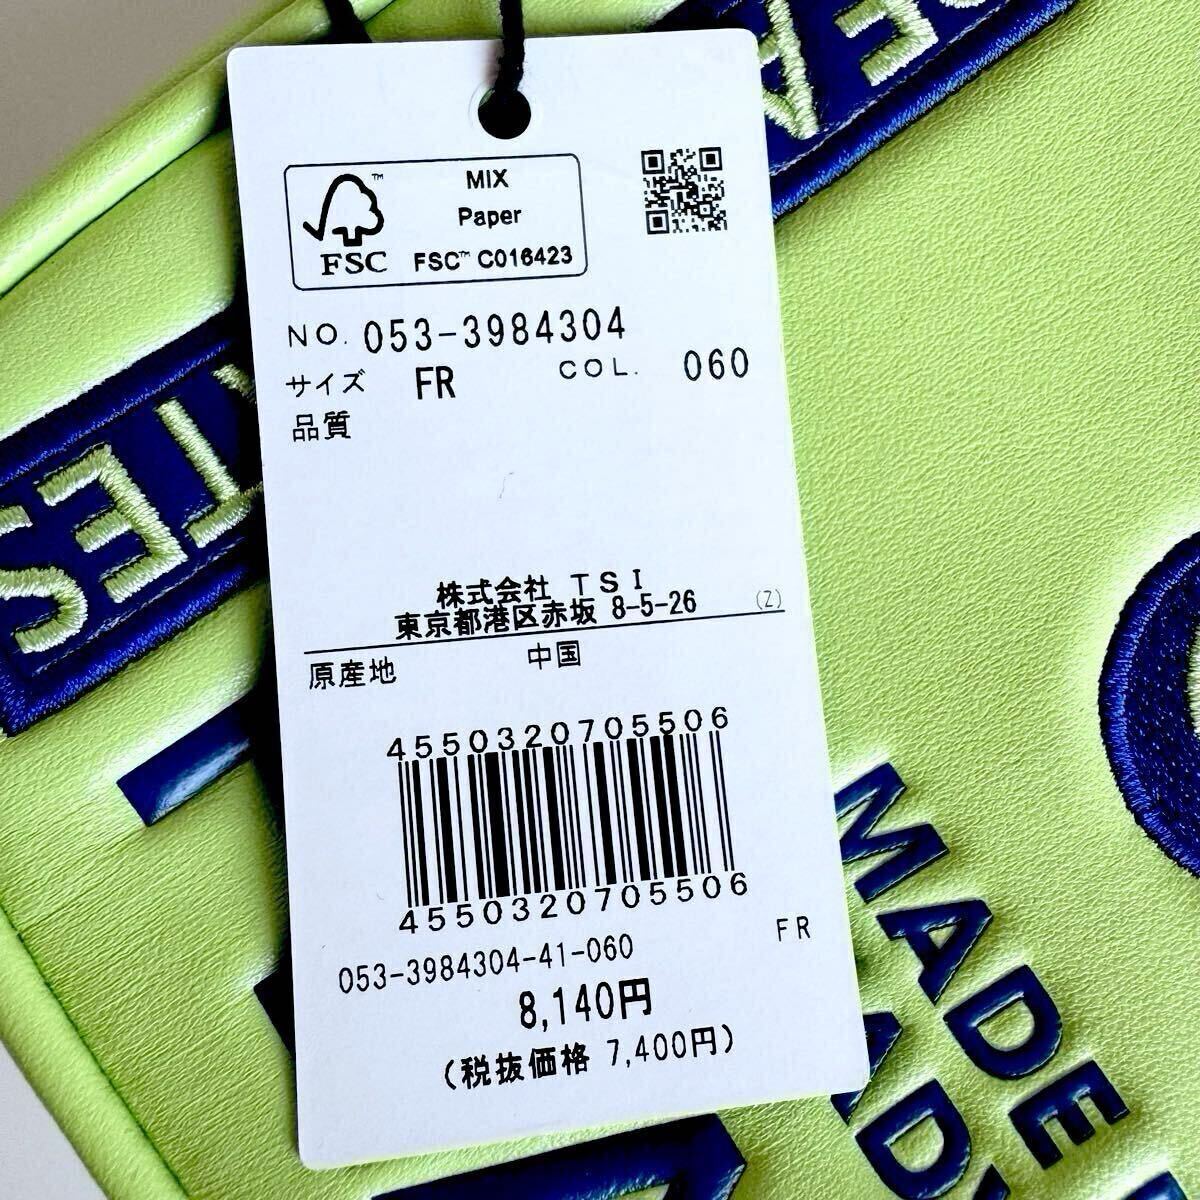 MIX
Paper
FSC™ C016423
FSC
NO. 053-3984304
サイズ FR COL. 060
品質
株式会社 TSI
東京都港区赤坂 8-5-26 (Z)
原産地 中国
4550320705506
4550320705506
053-3984304-41-060 FR
8,140円
(税抜価格 7,400円)
MADE